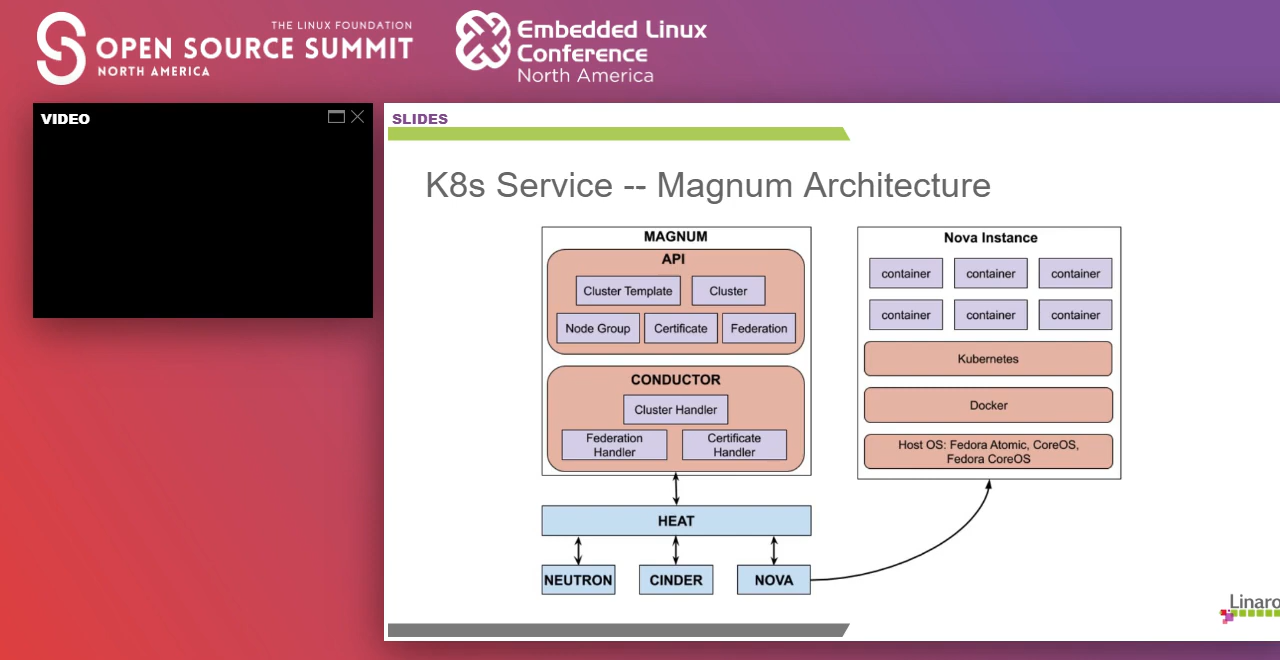 THE LINUX FOUNDATION
OPEN SOURCE SUMMIT
NORTH AMERICA
Embedded Linux
Conference
North America
VIDEO
SLIDES
K8s Service -- Magnum Architecture
MAGNUM
API
Cluster Template
Cluster
Node Group
Certificate
Federation
CONDUCTOR
Cluster Handler
Federation
Handler
Certificate
Handler
HEAT
NEUTRON
CINDER
NOVA
Nova Instance
container
container
container
container
container
container
Kubernetes
Docker
Host OS: Fedora Atomic, CoreOS,
Fedora CoreOS
Linaro